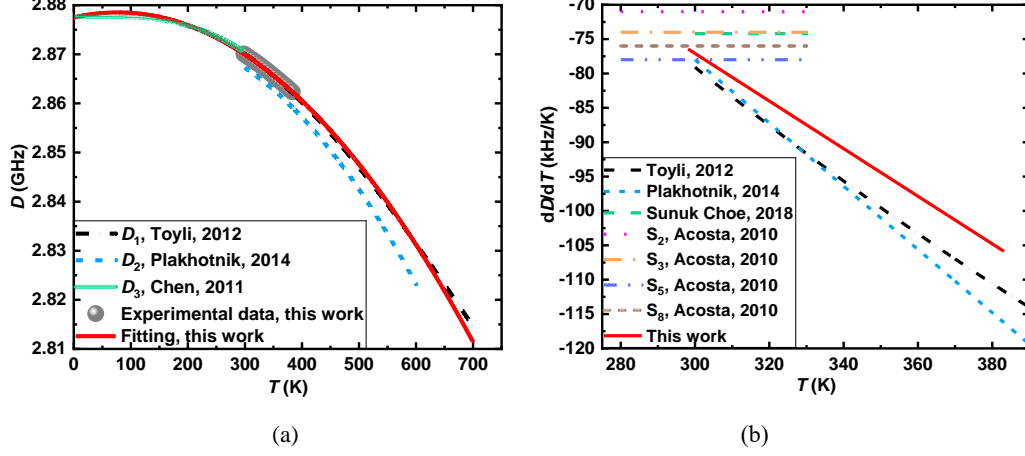 2.88
2.87
2.86
2.85
2.84
2.83
2.82
2.81
D (GHz)
D1, Toyli, 2012
D2, Plakhotnik, 2014
D3, Chen, 2011
Experimental data, this work
Fitting, this work
0 100 200 300 400 500 600 700
T (K)
(a)
-70
-75
-80
-85
-90
-95
-100
-105
-110
-115
-120
dD/dT (kHz/K)
Toyli, 2012
Plakhotnik, 2014
Sunuk Choe, 2018
S2, Acosta, 2010
S3, Acosta, 2010
S5, Acosta, 2010
S8, Acosta, 2010
This work
280 300 320 340 360 380
T (K)
(b)